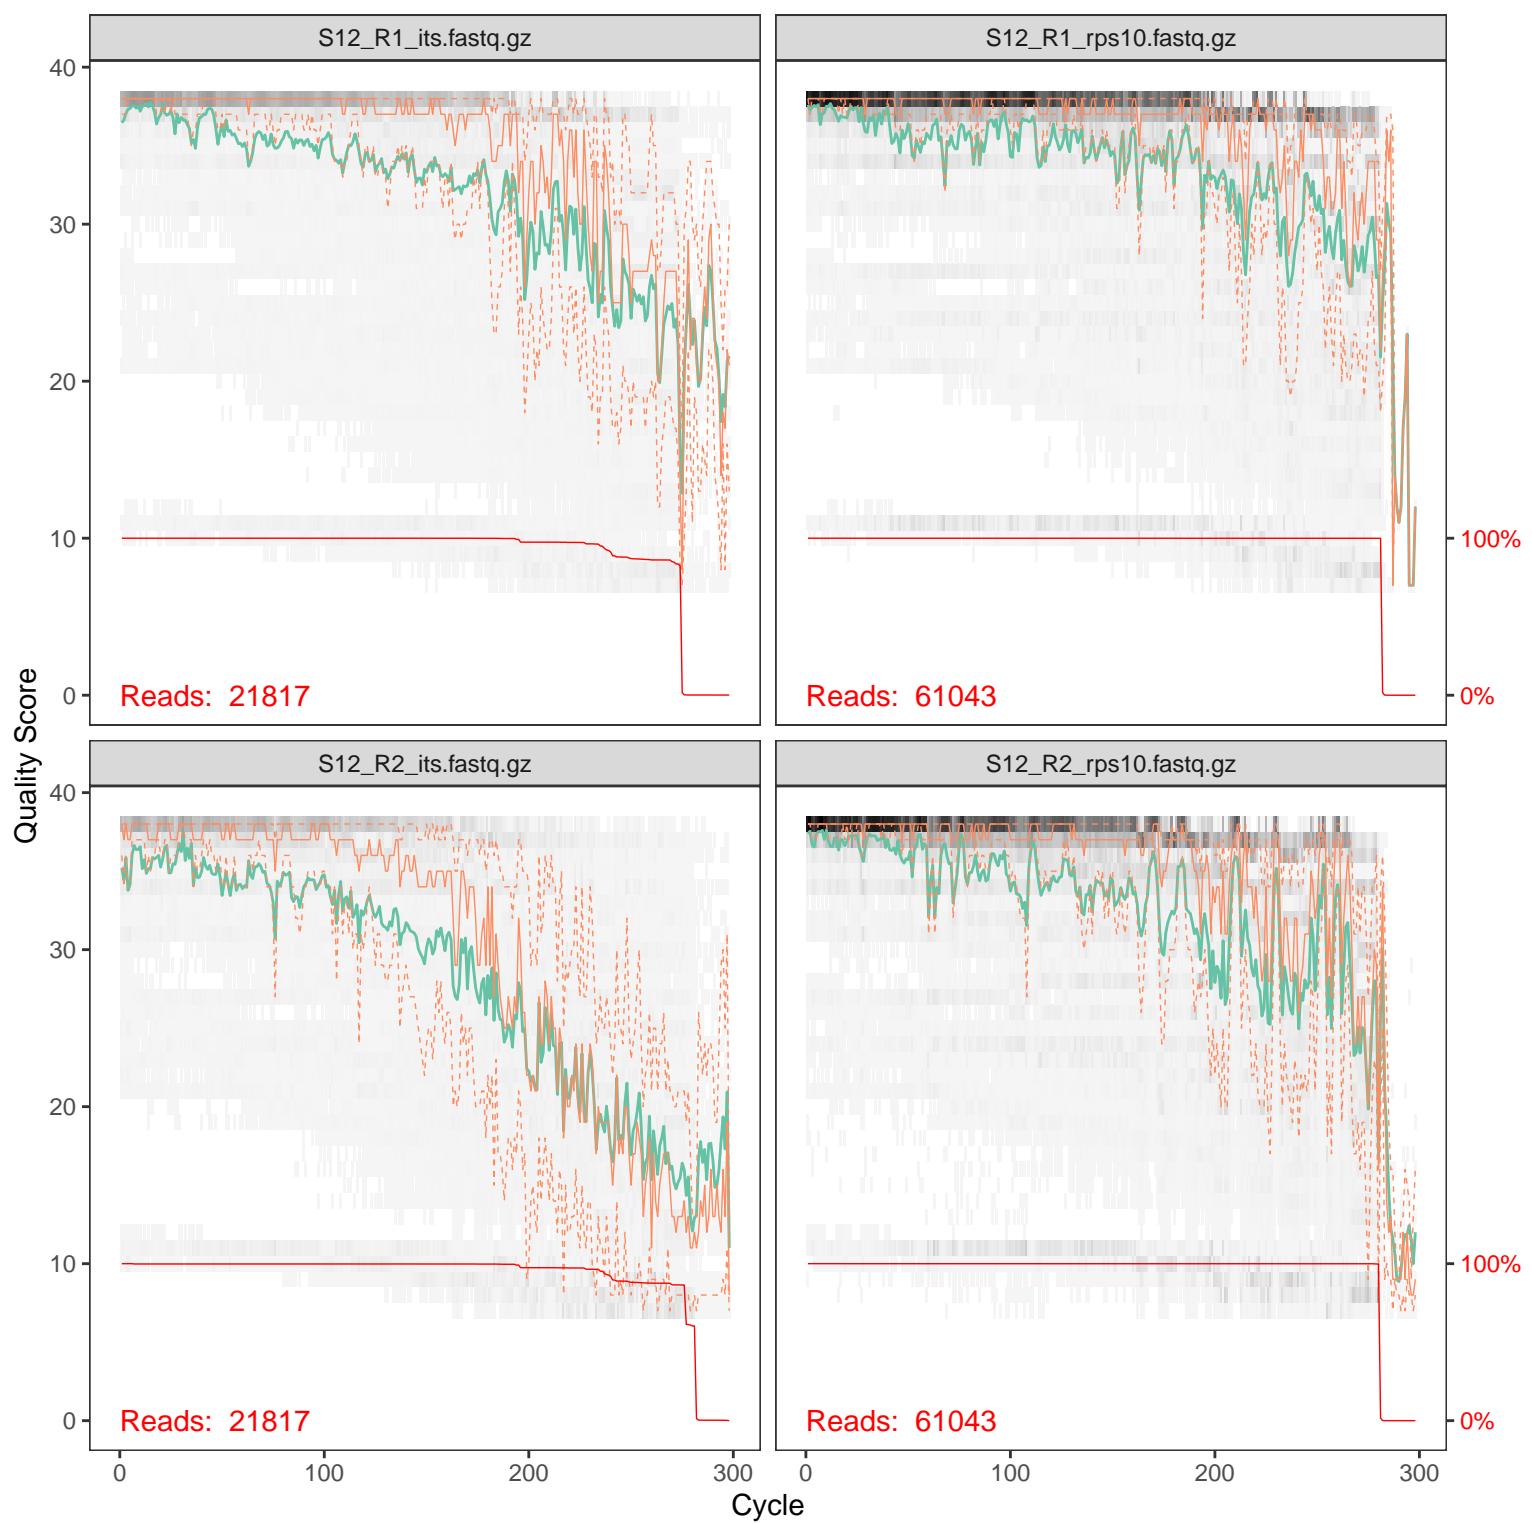 S12_R1_its.fastq.gz
S12_R1_rps10.fastq.gz
40
30
20
10
0
Reads: 21817
Reads: 61043
100%
0%
Quality Score
S12_R2_its.fastq.gz
S12_R2_rps10.fastq.gz
40
30
20
10
0
Reads: 21817
Reads: 61043
100%
0%
0 100 200 300
0 100 200 300
Cycle